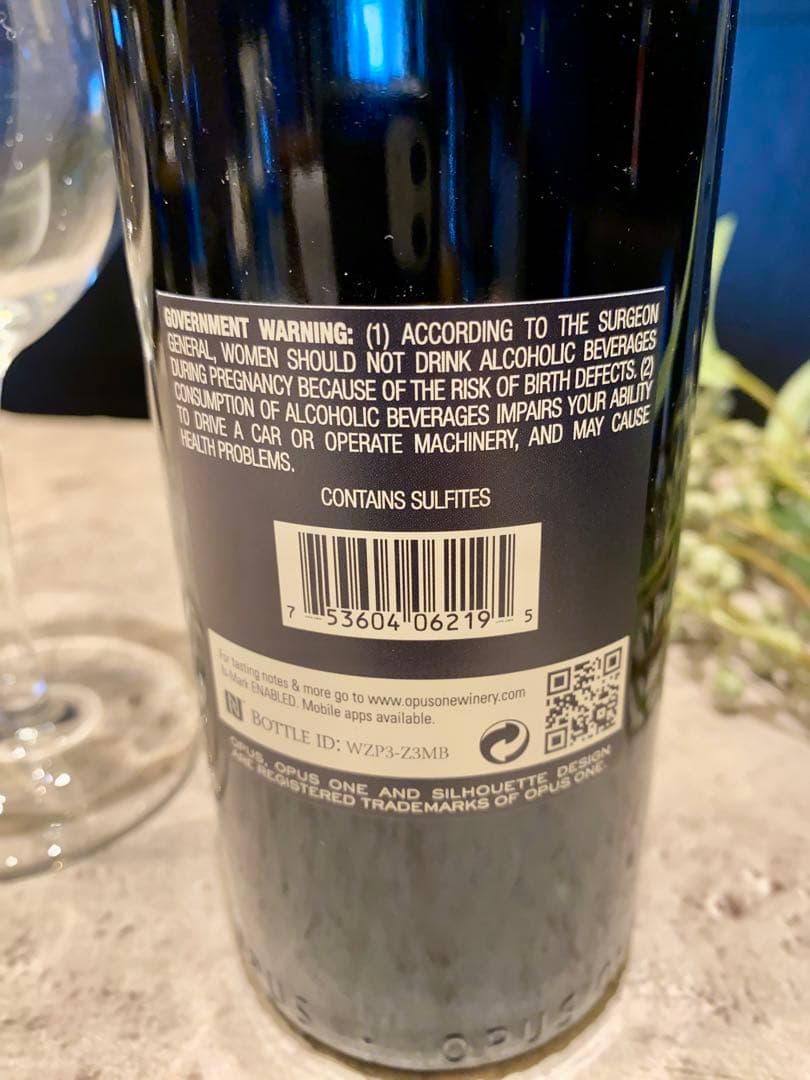 GOVERNMENT WARNING: (1) ACCORDING TO THE SURGEON
GENERAL, WOMEN SHOULD NOT DRINK ALCOHOLIC BEVERAGES
DURING PREGNANCY BECAUSE OF THE RISK OF BIRTH DEFECTS. (2)
CONSUMPTION OF ALCOHOLIC BEVERAGES IMPAIRS YOUR ABILITY
TO DRIVE A CAR OR OPERATE MACHINERY, AND MAY CAUSE
HEALTH PROBLEMS.
CONTAINS SULFITES
7 53604 06219 5
For tasting notes & more go to www.opusonewinery.com
N-Mark ENABLED. Mobile apps available.
N BOTTLE ID: WZP3-Z3MB
OPUS, OPUS ONE AND SILHOUETTE DESIGN
ARE REGISTERED TRADEMARKS OF OPUS ONE.
OPUS